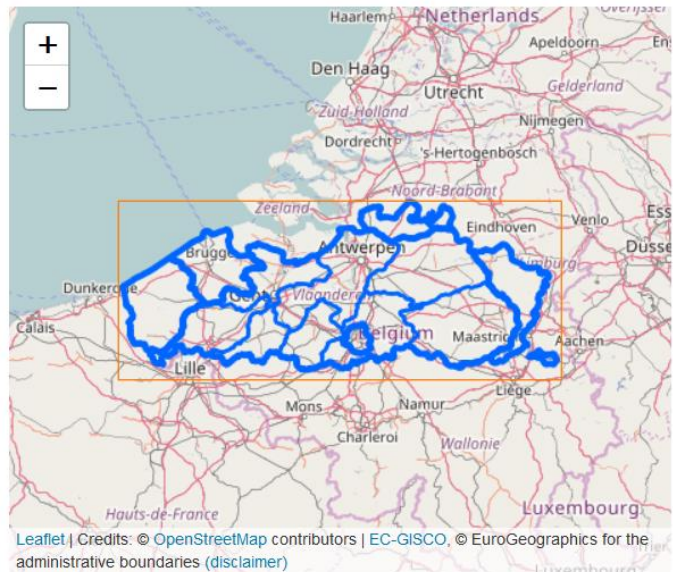 +
−
Haarlem
Netherlands
Overijssel
Apeldoorn
Den Haag
Utrecht
Gelderland
Zuid-Holland
Nijmegen
Dordrecht
's-Hertogenbosch
Noord-Brabant
Zeeland
Eindhoven
Venlo
Antwerpen
Limburg
Dunkerque
Vlaanderen
Calais
Belgium
Maastricht
Aachen
Lille
Liège
Mons
Namur
Charleroi
Wallonie
Hauts-de-France
Luxembourg
Leaflet | Credits: © OpenStreetMap contributors | EC-GISCO, © EuroGeographics for the
administrative boundaries (disclaimer)